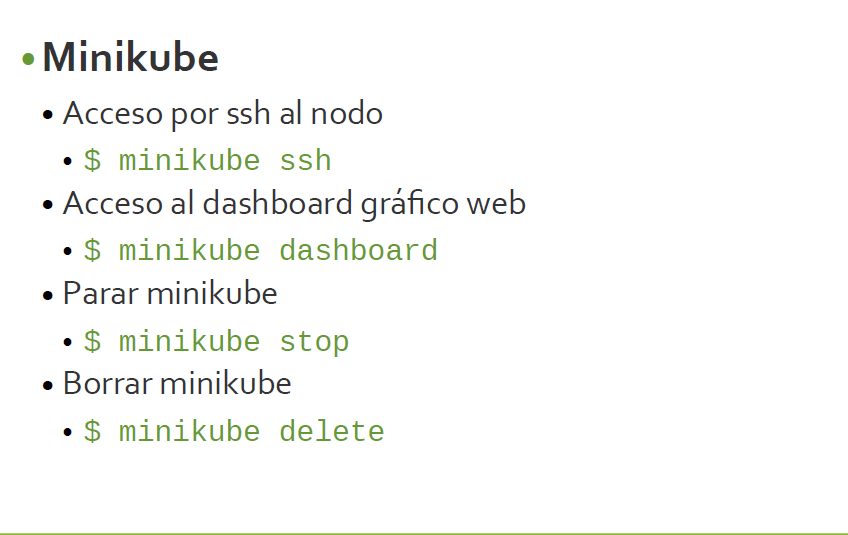 • Minikube
• Acceso por ssh al nodo
• $ minikube ssh
• Acceso al dashboard gráfico web
• $ minikube dashboard
• Parar minikube
• $ minikube stop
• Borrar minikube
• $ minikube delete